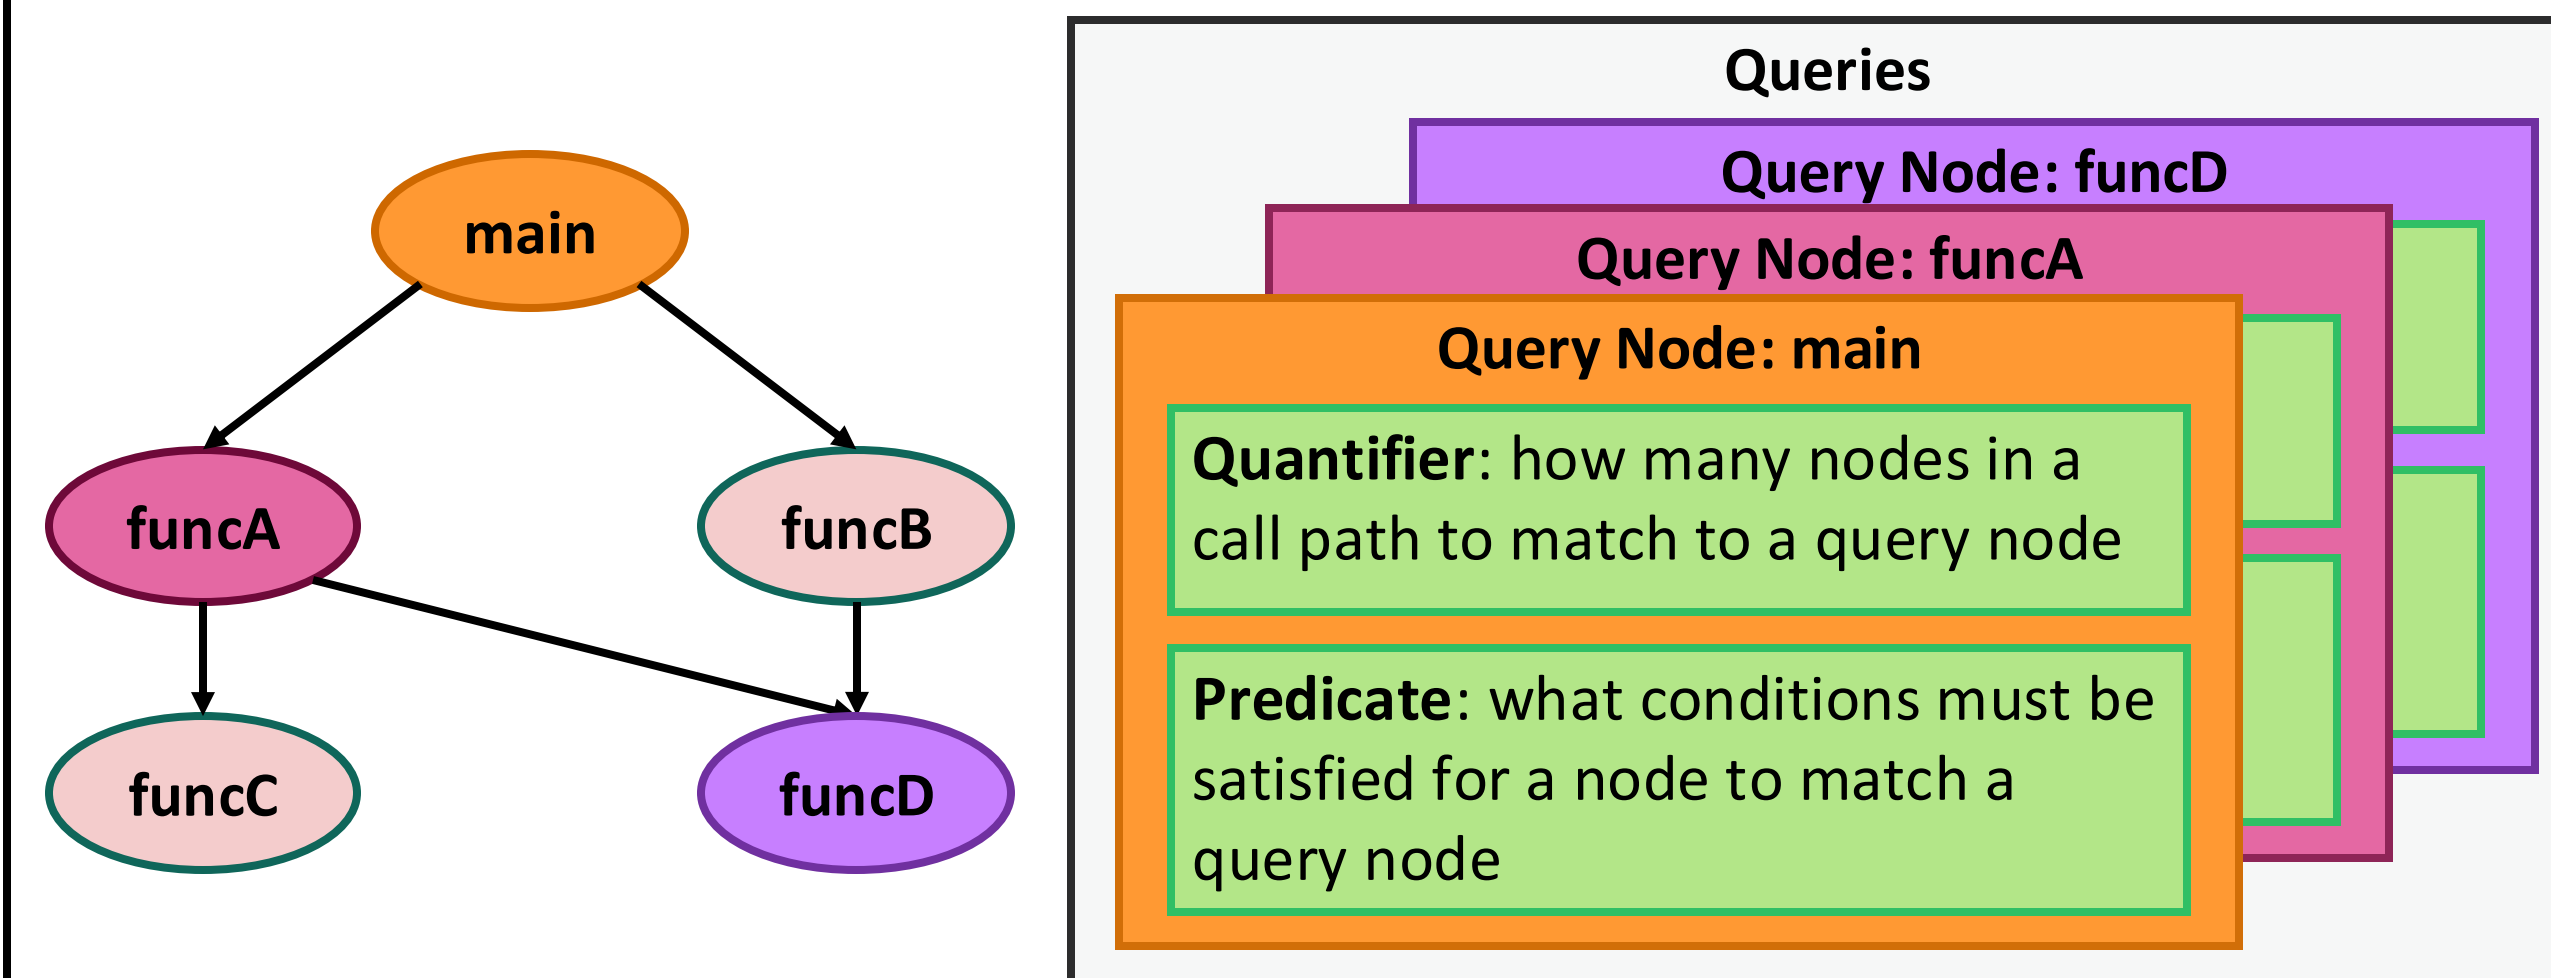 main
funcA
funcB
funcC
funcD
Queries
Query Node: funcD
Query Node: funcA
Query Node: main
Quantifier: how many nodes in a
call path to match to a query node
Predicate: what conditions must be
satisfied for a node to match a
query node